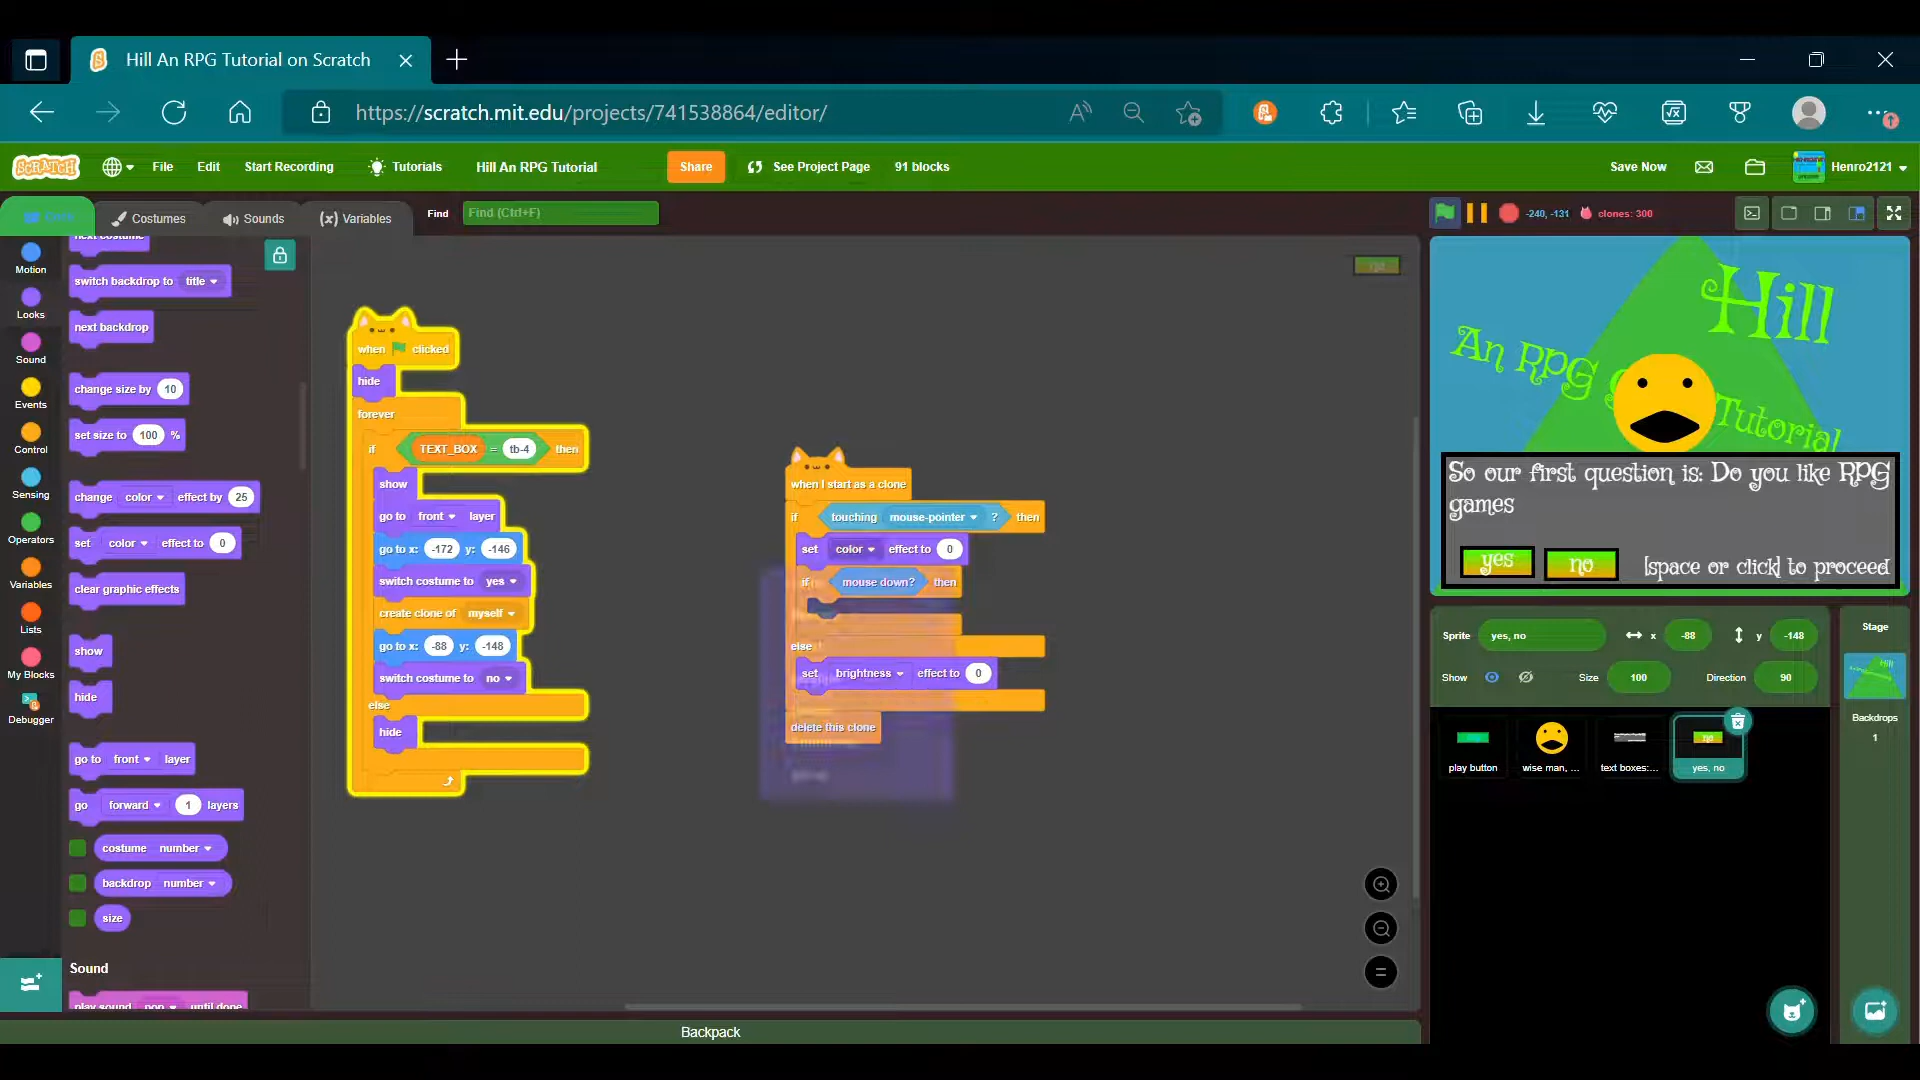 Hill An RPG Tutorial on Scratch
https://scratch.mit.edu/projects/741538864/editor/
SCRATCH
File
Edit
Start Recording
Tutorials
Hill An RPG Tutorial
Share
See Project Page
91 blocks
Save Now
Henro2121
Costumes
Sounds
Variables
Find
Find (Ctrl+F)
-240, -131
clones: 300
Motion
Looks
Sound
Events
Control
Sensing
Operators
Variables
Lists
My Blocks
Debugger
next costume
switch backdrop to title
next backdrop
change size by 10
set size to 100 %
change color effect by 25
set color effect to 0
clear graphic effects
show
hide
go to front layer
go forward 1 layers
costume number
backdrop number
size
Sound
play sound pop until done
when clicked
hide
forever
if TEXT_BOX = tb-4 then
show
go to front layer
go to x: -172 y: -146
switch costume to yes
create clone of myself
go to x: -88 y: -148
switch costume to no
else
hide
when I start as a clone
if touching mouse-pointer ? then
set color effect to 0
if mouse down? then
else
set brightness effect to 0
delete this clone
no
Hill
An RPG
Tutorial
So our first question is: Do you like RPG
games
yes
no
[space or click] to proceed
Sprite
yes, no
x
-88
y
-148
Show
Size
100
Direction
90
play button
wise man, ...
text boxes:...
no
yes, no
Stage
Backdrops
1
Backpack